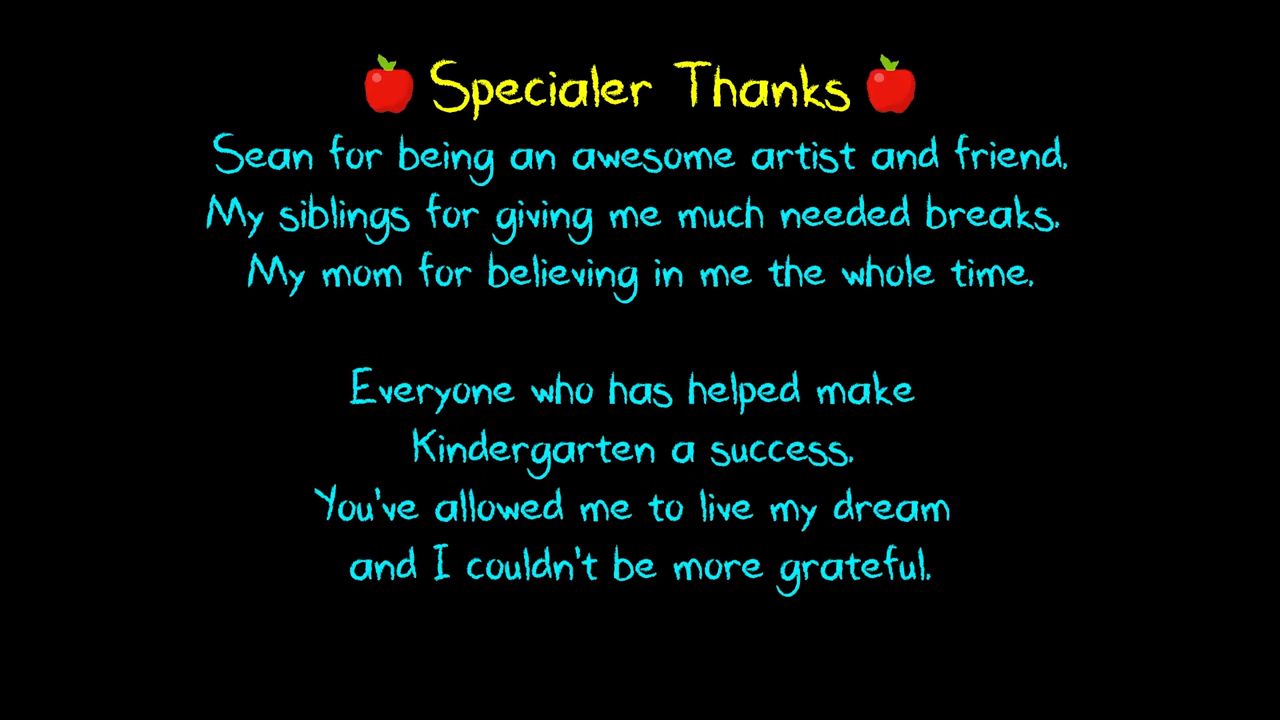 Specialer Thanks
Sean for being an awesome artist and friend.
My siblings for giving me much needed breaks.
My mom for believing in me the whole time.
Everyone who has helped make
Kindergarten a success.
You've allowed me to live my dream
and I couldn't be more grateful.